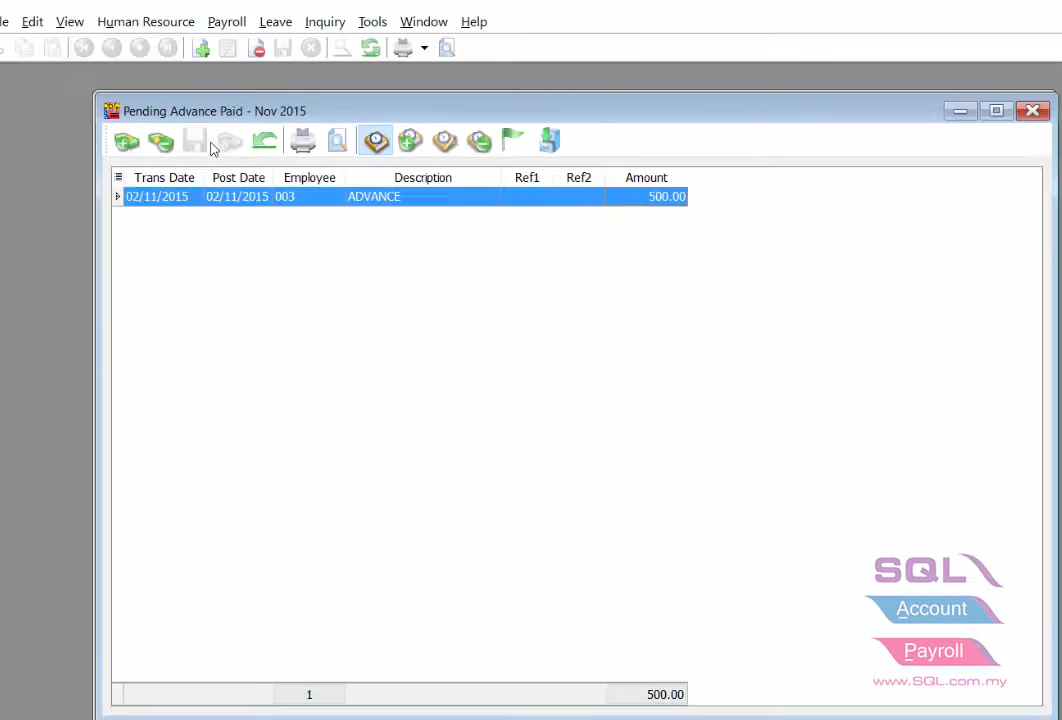 Edit View Human Resource Payroll Leave Inquiry Tools Window Help
Pending Advance Paid - Nov 2015
Trans Date Post Date Employee Description Ref1 Ref2 Amount
02/11/2015 02/11/2015 003 ADVANCE 500.00
SQL
Account
Payroll
www.SQL.com.my
1 500.00